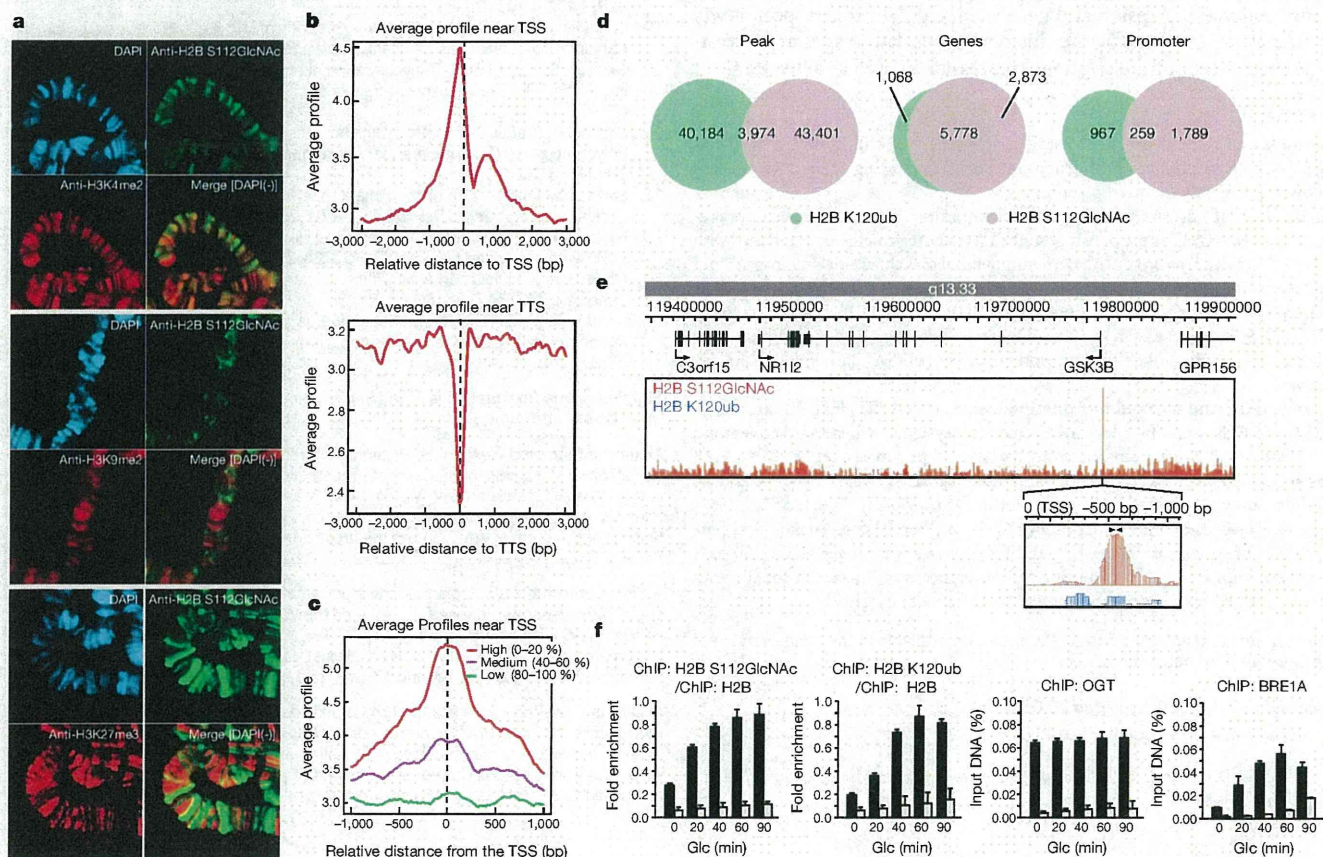 a
DAPI
Anti-H2B S112GlcNAc
Anti-H3K4me2
Merge [DAPI(-)]
DAPI
Anti-H2B S112GlcNAc
Anti-H3K9me2
Merge [DAPI(-)]
DAPI
Anti-H2B S112GlcNAc
Anti-H3K27me3
Merge [DAPI(-)]
b
Average profile near TSS
Average profile
4.5
4.0
3.5
3.0
−3,000 −2,000 −1,000 0 1,000 2,000 3,000
Relative distance to TSS (bp)
Average profile near TTS
Average profile
3.2
3.0
2.8
2.6
2.4
−3,000 −2,000 −1,000 0 1,000 2,000 3,000
Relative distance to TTS (bp)
c
Average Profiles near TSS
High (0–20 %)
Medium (40–60 %)
Low (80–100 %)
Average profile
5.0
4.5
4.0
3.5
3.0
−1,000 −500 0 500 1,000
Relative distance from the TSS (bp)
d
Peak
40,184 3,974 43,401
Genes
1,068 2,873
5,778
Promoter
967 259 1,789
H2B K120ub H2B S112GlcNAc
e
q13.33
119400000 119500000 119600000 119700000 119800000 119900000
C3orf15 NR1I2 GSK3B GPR156
H2B S112GlcNAc
H2B K120ub
0 (TSS) −500 bp −1,000 bp
f
ChIP: H2B S112GlcNAc
/ChIP: H2B
Fold enrichment
1.0
0.8
0.6
0.4
0.2
0.0
0 20 40 60 90
Glc (min)
ChIP: H2B K120ub
/ChIP: H2B
Fold enrichment
1.0
0.8
0.6
0.4
0.2
0.0
0 20 40 60 90
Glc (min)
ChIP: OGT
Input DNA (%)
0.10
0.08
0.06
0.04
0.02
0.00
0 20 40 60 90
Glc (min)
ChIP: BRE1A
Input DNA (%)
0.100
0.080
0.060
0.040
0.020
0.000
0 20 40 60 90
Glc (min)